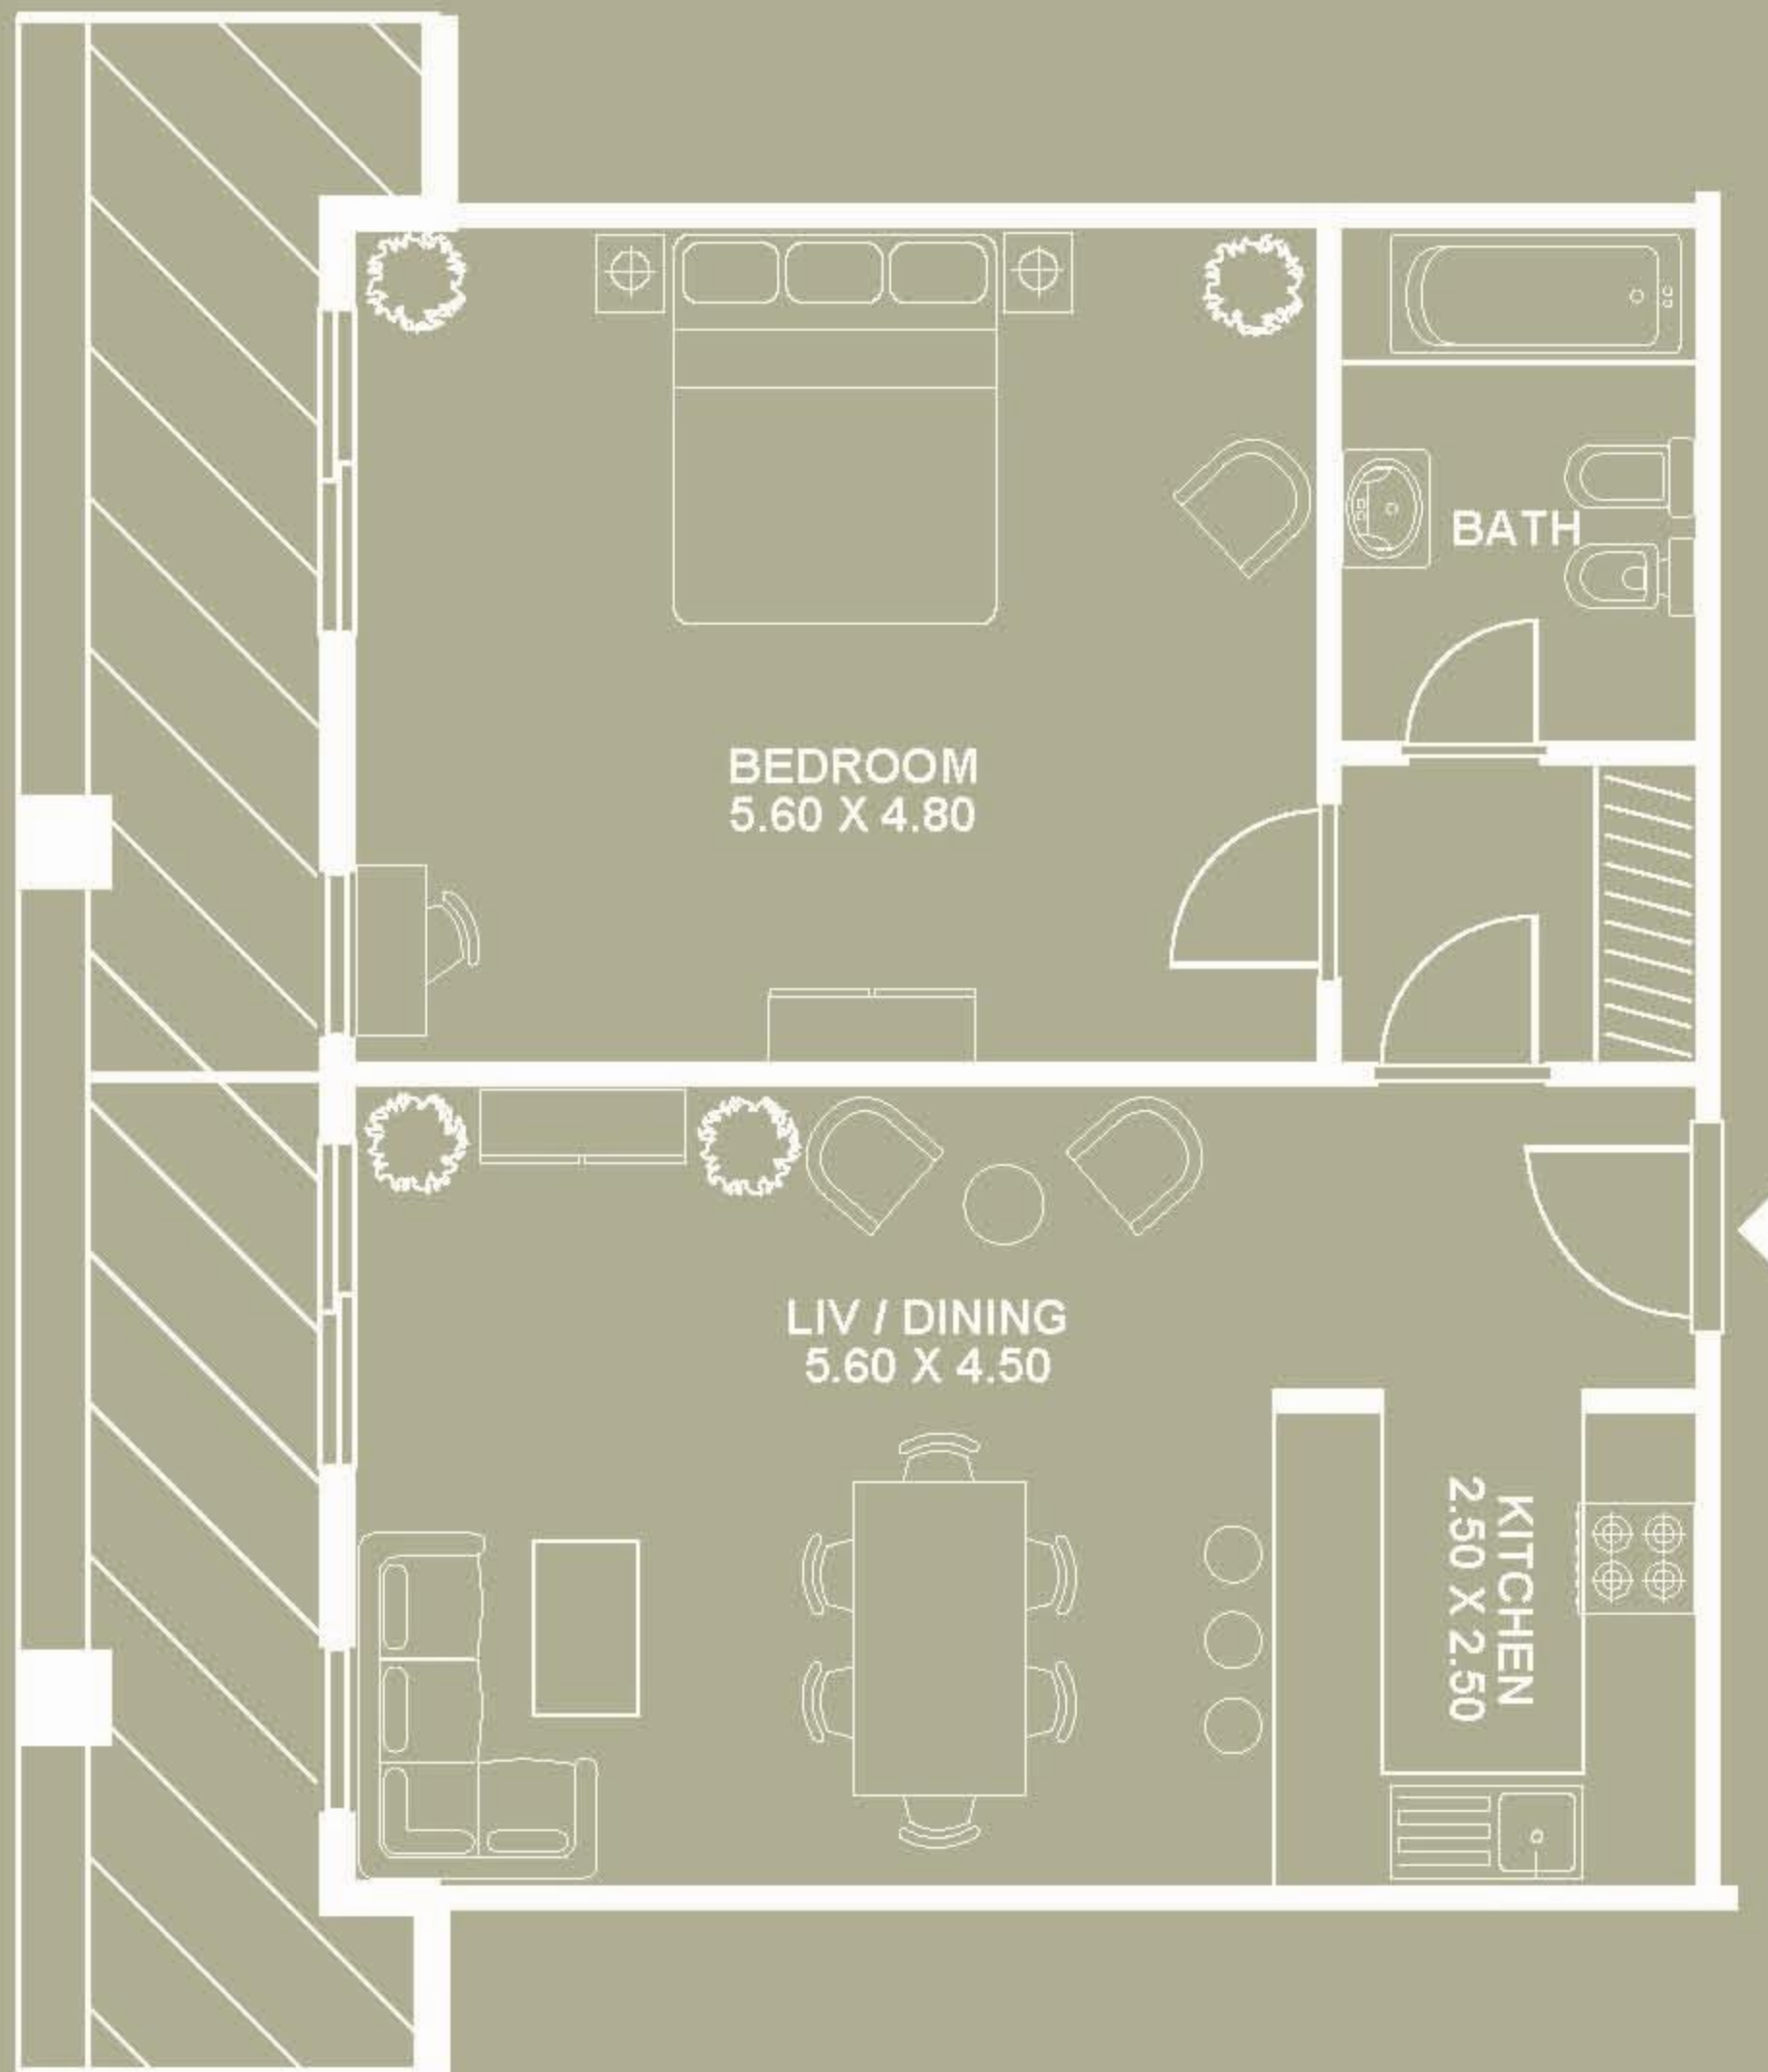 BATH
BEDROOM
5.60 X 4.80
LIV / DINING
5.60 X 4.50
KITCHEN
2.50 X 2.50